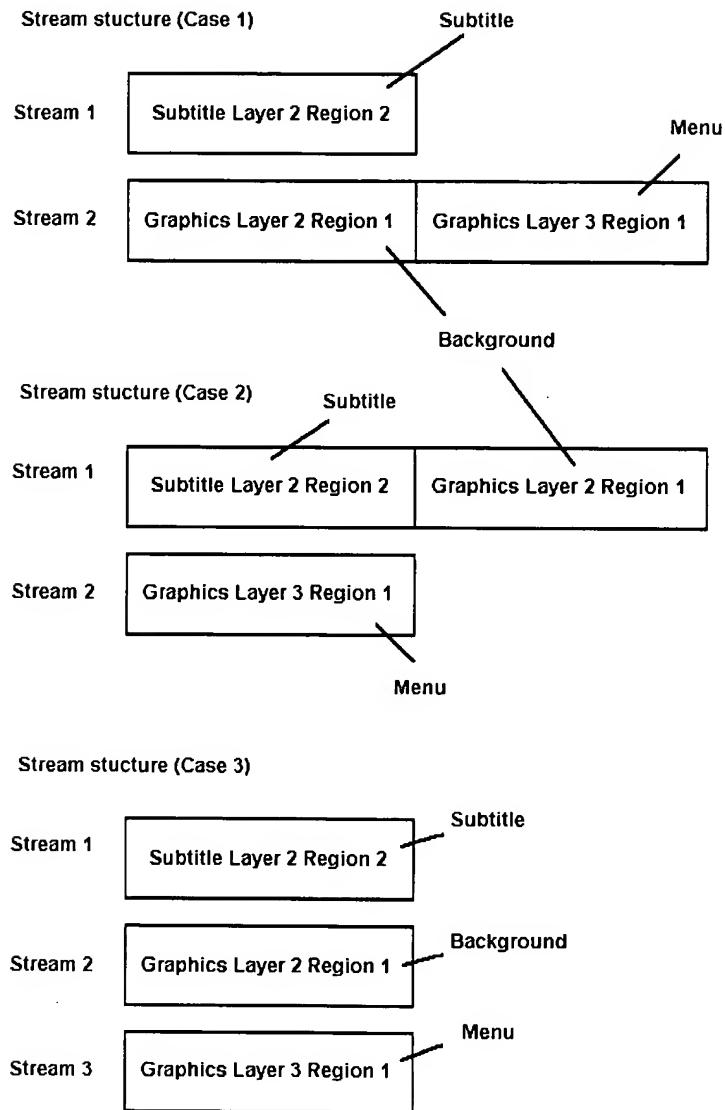 Stream stucture (Case 1)
Subtitle
Stream 1
Subtitle Layer 2 Region 2
Menu
Stream 2
Graphics Layer 2 Region 1
Graphics Layer 3 Region 1
Background
Stream stucture (Case 2)
Subtitle
Stream 1
Subtitle Layer 2 Region 2
Graphics Layer 2 Region 1
Stream 2
Graphics Layer 3 Region 1
Menu
Stream stucture (Case 3)
Subtitle
Stream 1
Subtitle Layer 2 Region 2
Background
Stream 2
Graphics Layer 2 Region 1
Menu
Stream 3
Graphics Layer 3 Region 1